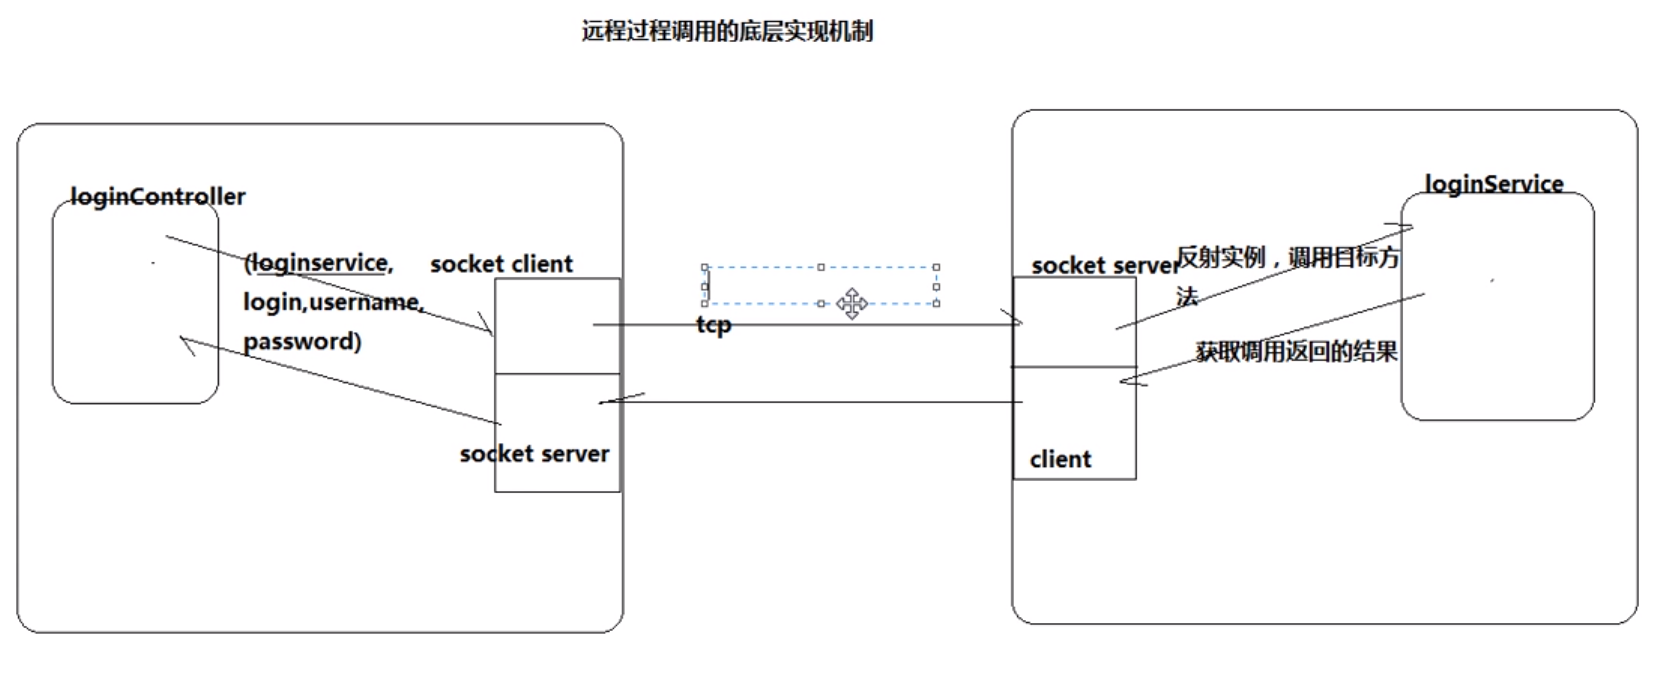 远程过程调用的底层实现机制
loginController
(loginservice,
login,username,
password)
socket client
socket server
tcp
socket server
client
反射实例，调用目标方
法
获取调用返回的结果
loginService